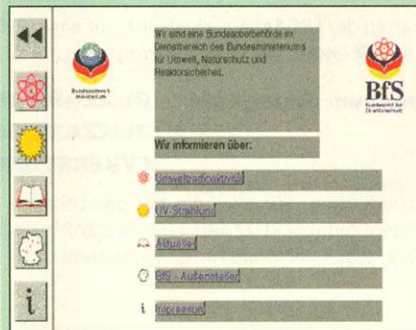 Wir sind eine Bundesoberbehörde im
Dienstbereich des Bundesministeriums
für Umwelt, Naturschutz und
Reaktorsicherheit.
BfS
Wir informieren über:
Umweltradioaktivität
UV-Strahlung
Aktuelles
BfS - Außenstellen
i Impressum
i